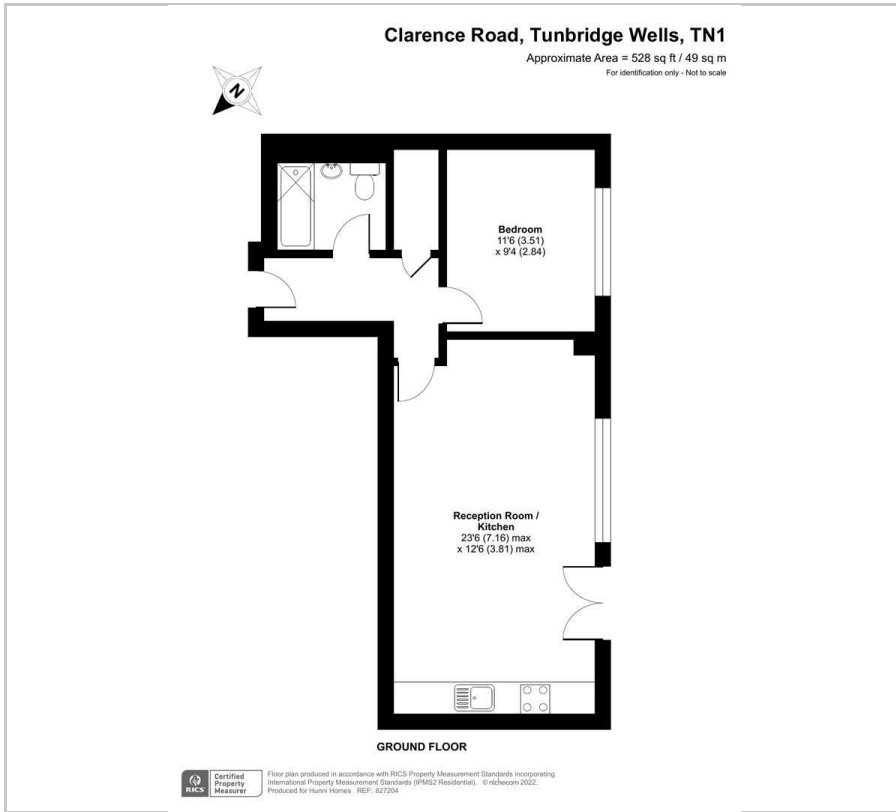 Clarence Road, Tunbridge Wells, TN1
Approximate Area = 528 sq ft / 49 sq m
For identification only - Not to scale
N
Bedroom
11'6 (3.51)
x 9'4 (2.84)
Reception Room /
Kitchen
23'6 (7.16) max
x 12'6 (3.81) max
GROUND FLOOR
RICS
Certified
Property
Measurer
Floor plan produced in accordance with RICS Property Measurement Standards incorporating
International Property Measurement Standards (IPMS2 Residential). © nichecom 2022.
Produced for Hunni Homes. REF: 827204